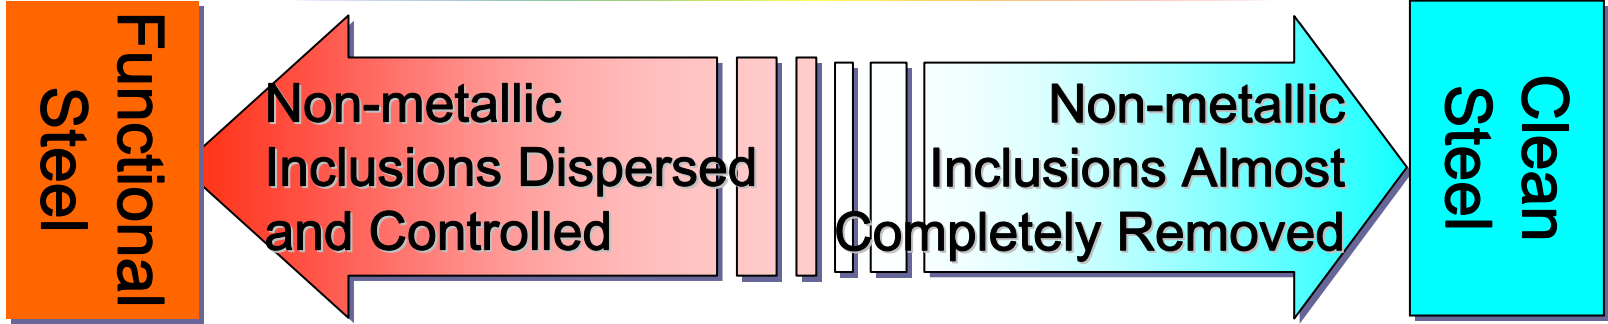 Functional
Steel
Non-metallic
Inclusions Dispersed
and Controlled
Non-metallic
Inclusions Almost
Completely Removed
Clean
Steel